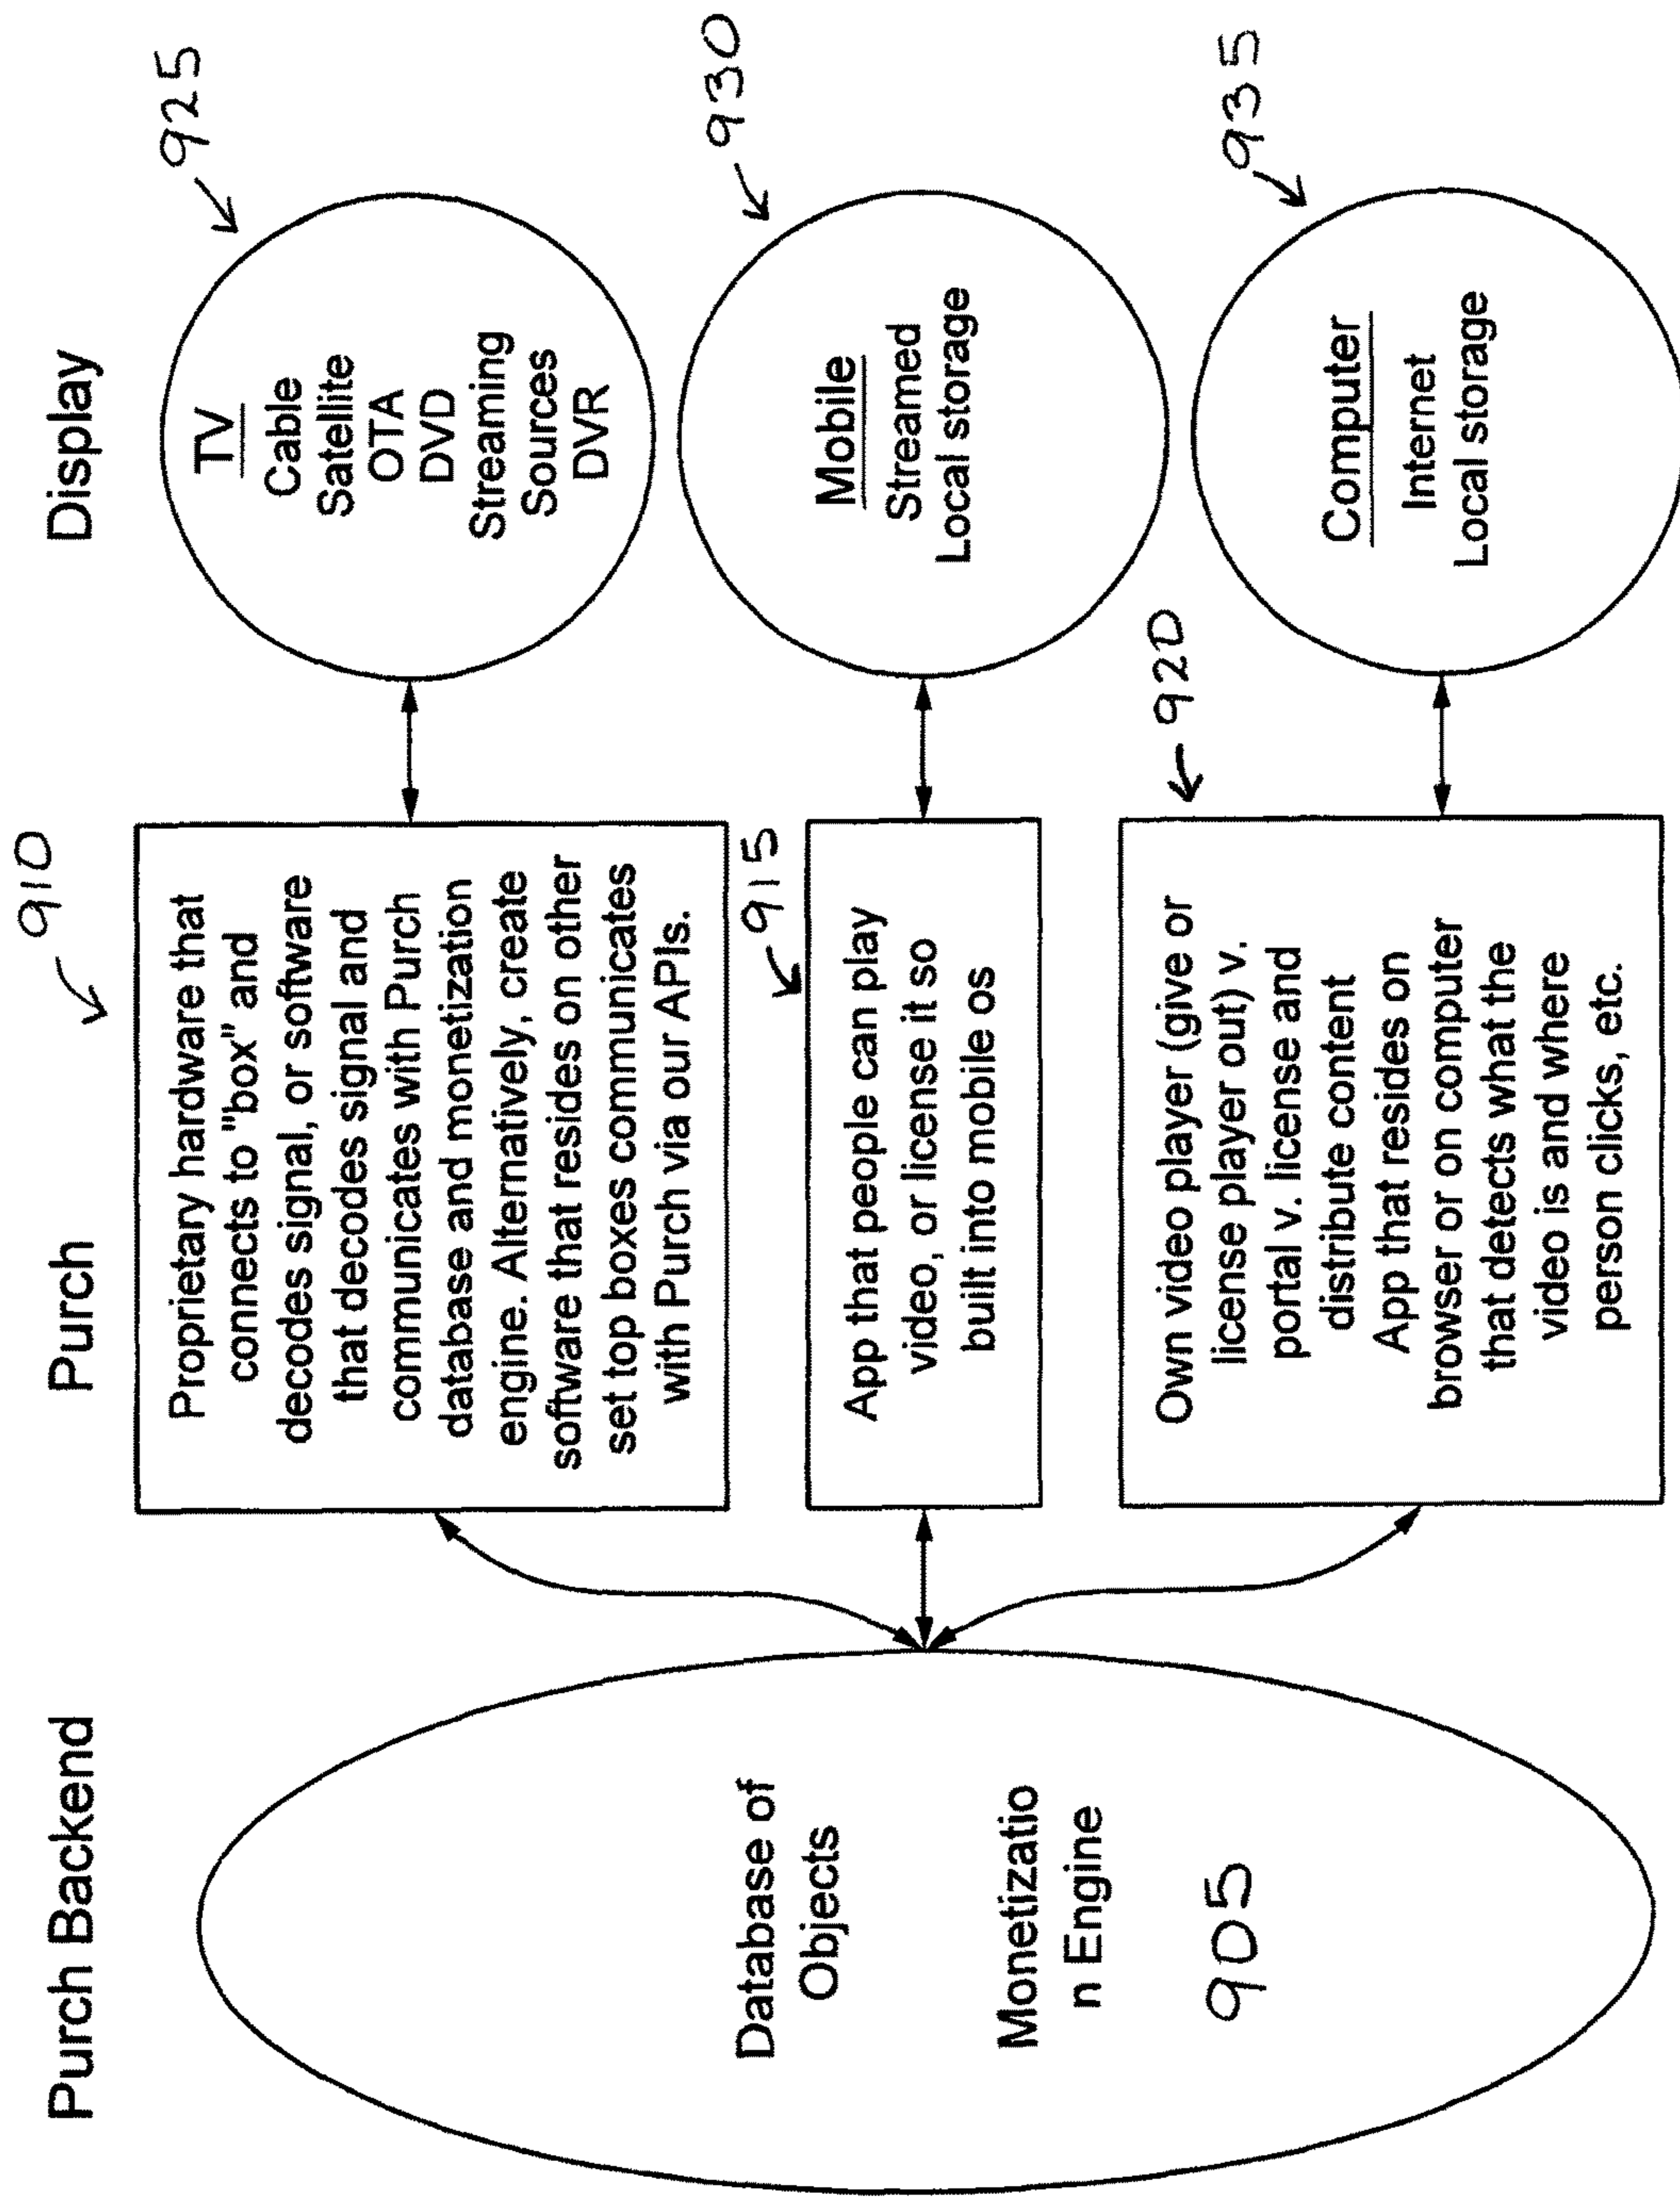 Purch Backend
Purch
Display
Database of
Objects
Monetizatio
n Engine
905
910
Proprietary hardware that
connects to "box" and
decodes signal, or software
that decodes signal and
communicates with Purch
database and monetization
engine. Alternatively, create
software that resides on other
set top boxes communicates
with Purch via our APIs.
915
App that people can play
video, or license it so
built into mobile os
920
Own video player (give or
license player out) v.
portal v. license and
distribute content
App that resides on
browser or on computer
that detects what the
video is and where
person clicks, etc.
925
TV
Cable
Satellite
OTA
DVD
Streaming
Sources
DVR
930
Mobile
Streamed
Local storage
935
Computer
Internet
Local storage